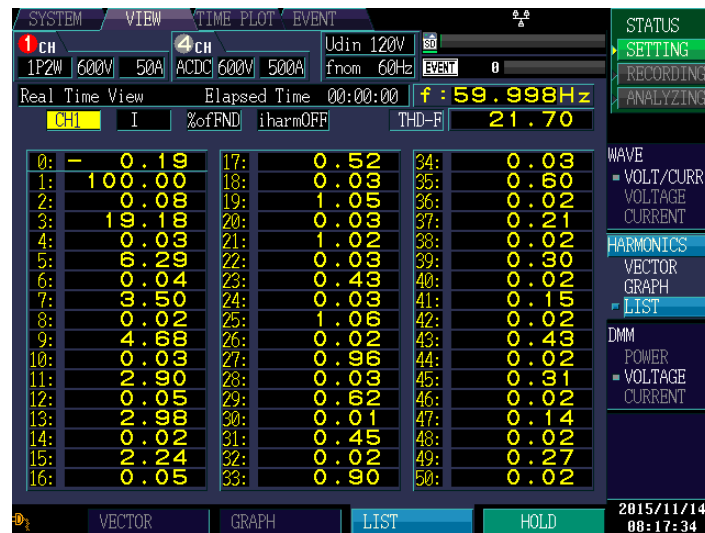 SYSTEM VIEW TIME PLOT EVENT
1 CH 4 CH Udin 120V SD
1P2W 600V 50A ACDC 600V 500A fnom 60Hz EVENT 0
Real Time View Elapsed Time 00:00:00 f:59.998Hz
CH1 I %ofFND iharmOFF THD-F 21.70
0: - 0.19 17: 0.52 34: 0.03
1: 100.00 18: 0.03 35: 0.60
2: 0.08 19: 1.05 36: 0.02
3: 19.18 20: 0.03 37: 0.21
4: 0.03 21: 1.02 38: 0.02
5: 6.29 22: 0.03 39: 0.30
6: 0.04 23: 0.43 40: 0.02
7: 3.50 24: 0.03 41: 0.15
8: 0.02 25: 1.06 42: 0.02
9: 4.68 26: 0.02 43: 0.43
10: 0.03 27: 0.96 44: 0.02
11: 2.90 28: 0.03 45: 0.31
12: 0.05 29: 0.62 46: 0.02
13: 2.98 30: 0.01 47: 0.14
14: 0.02 31: 0.45 48: 0.02
15: 2.24 32: 0.02 49: 0.27
16: 0.05 33: 0.90 50: 0.02
VECTOR GRAPH LIST HOLD
STATUS
SETTING
RECORDING
ANALYZING
WAVE
VOLT/CURR
VOLTAGE
CURRENT
HARMONICS
VECTOR
GRAPH
LIST
DMM
POWER
VOLTAGE
CURRENT
2015/11/14
08:17:34